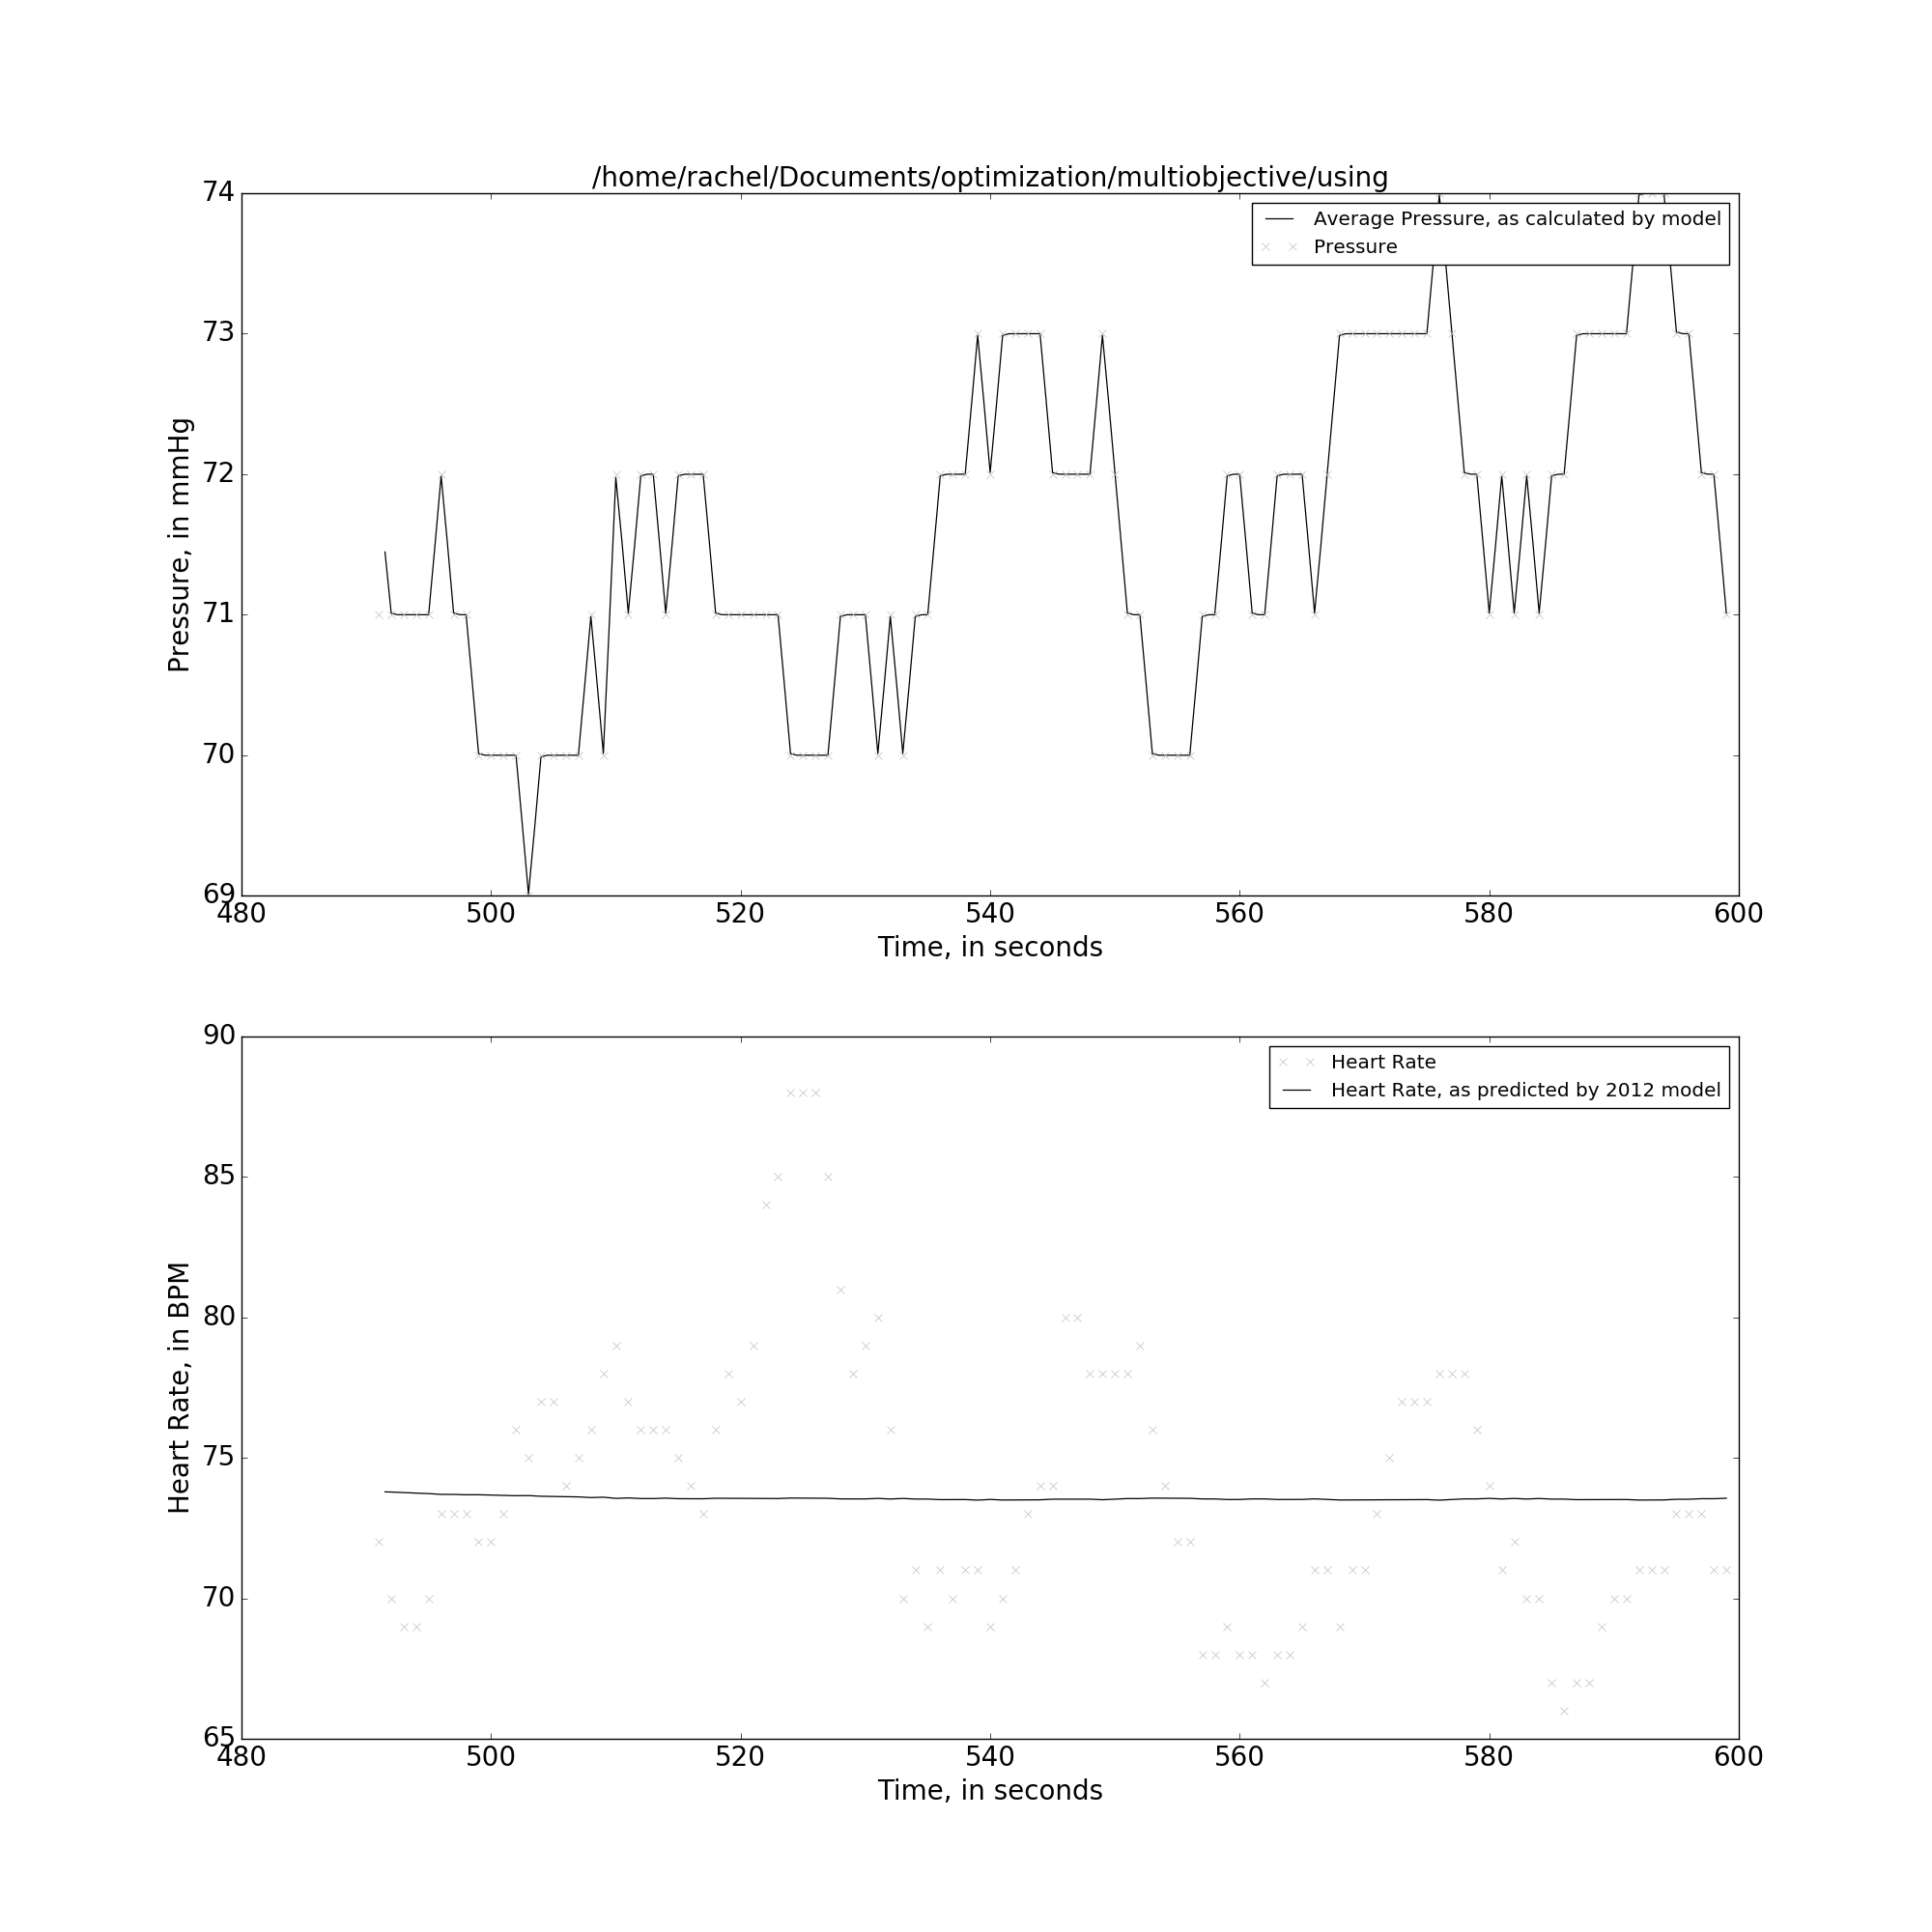 /home/rachel/Documents/optimization/multiobjective/using
74
73
72
71
70
69
Pressure, in mmHg
Average Pressure, as calculated by model
Pressure
480 500 520 540 560 580 600
Time, in seconds
90
85
80
75
70
65
Heart Rate, in BPM
Heart Rate
Heart Rate, as predicted by 2012 model
480 500 520 540 560 580 600
Time, in seconds